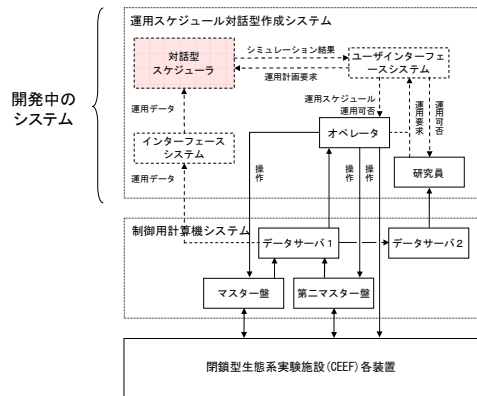 運用スケジュール対話型作成システム
対話型
スケジューラ
シミュレーション結果
運用計画要求
ユーザインターフ
ェースシステム
開発中の
システム
運用データ
運用スケジュール
運用可否
運用要求
運用可否
オペレータ
インターフェース
システム
研究員
運用データ
操作
操作
操作
制御用計算機システム
データサーバ1
データサーバ2
マスター盤
第二マスター盤
閉鎖型生態系実験施設(CEEF)各装置